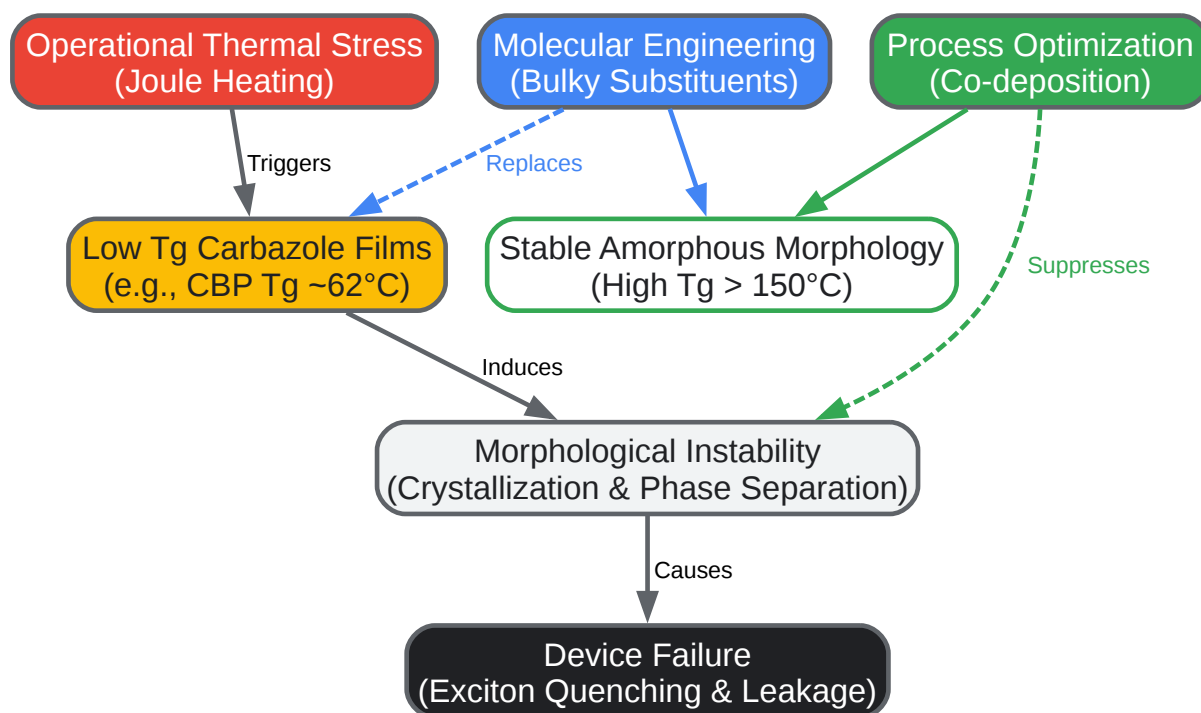 Operational Thermal Stress
(Joule Heating)
Molecular Engineering
(Bulky Substituents)
Process Optimization
(Co-deposition)
Triggers
Replaces
Low Tg Carbazole Films
(e.g., CBP Tg ~62°C)
Stable Amorphous Morphology
(High Tg > 150°C)
Suppresses
Induces
Morphological Instability
(Crystallization & Phase Separation)
Causes
Device Failure
(Exciton Quenching & Leakage)